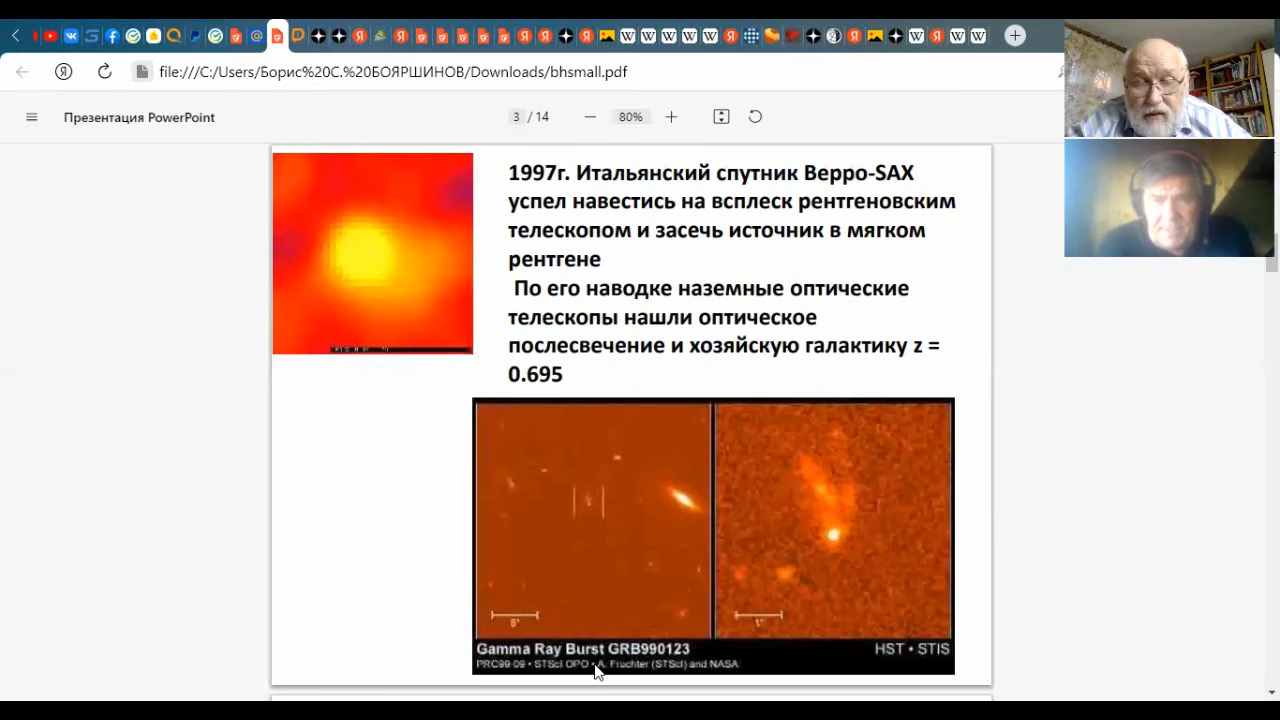 file:///C:/Users/Борис%20С.%20БОЯРШИНОВ/Downloads/bhsmall.pdf
Презентация PowerPoint
3 / 14
80%
1997г. Итальянский спутник Beppo-SAX
успел навестись на всплеск рентгеновским
телескопом и засечь источник в мягком
рентгене
По его наводке наземные оптические
телескопы нашли оптическое
послесвечение и хозяйскую галактику z =
0.695
Gamma Ray Burst GRB990123
HST • STIS
PRC99-09 • STScI OPO • A. Fruchter (STScI) and NASA